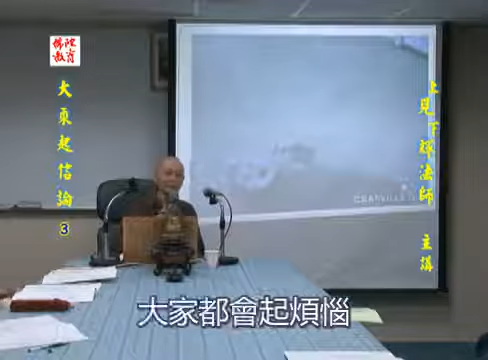 佛陀
教育
大乘起信論
3
上見下輝法師 主講
大家都會起煩惱